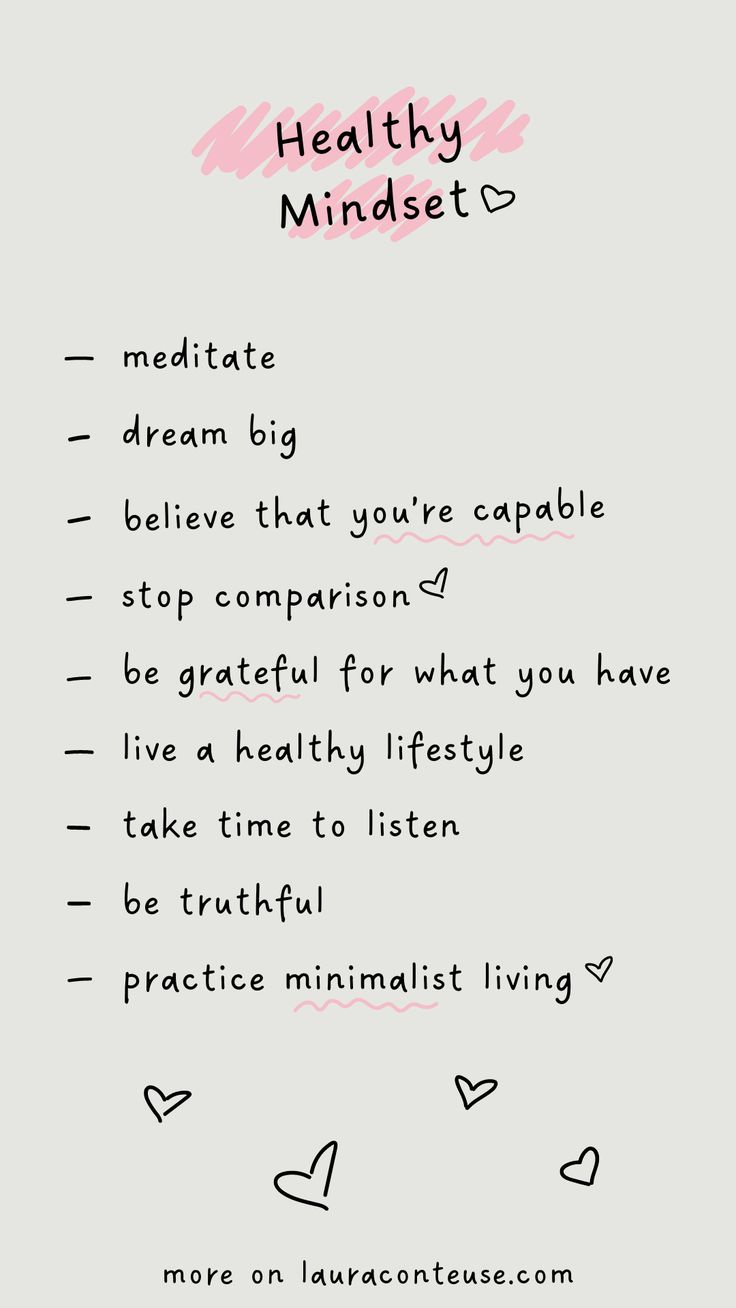 Healthy
Mindset
— meditate
— dream big
— believe that you're capable
— stop comparison
— be grateful for what you have
— live a healthy lifestyle
— take time to listen
— be truthful
— practice minimalist living
more on lauraconteuse.com